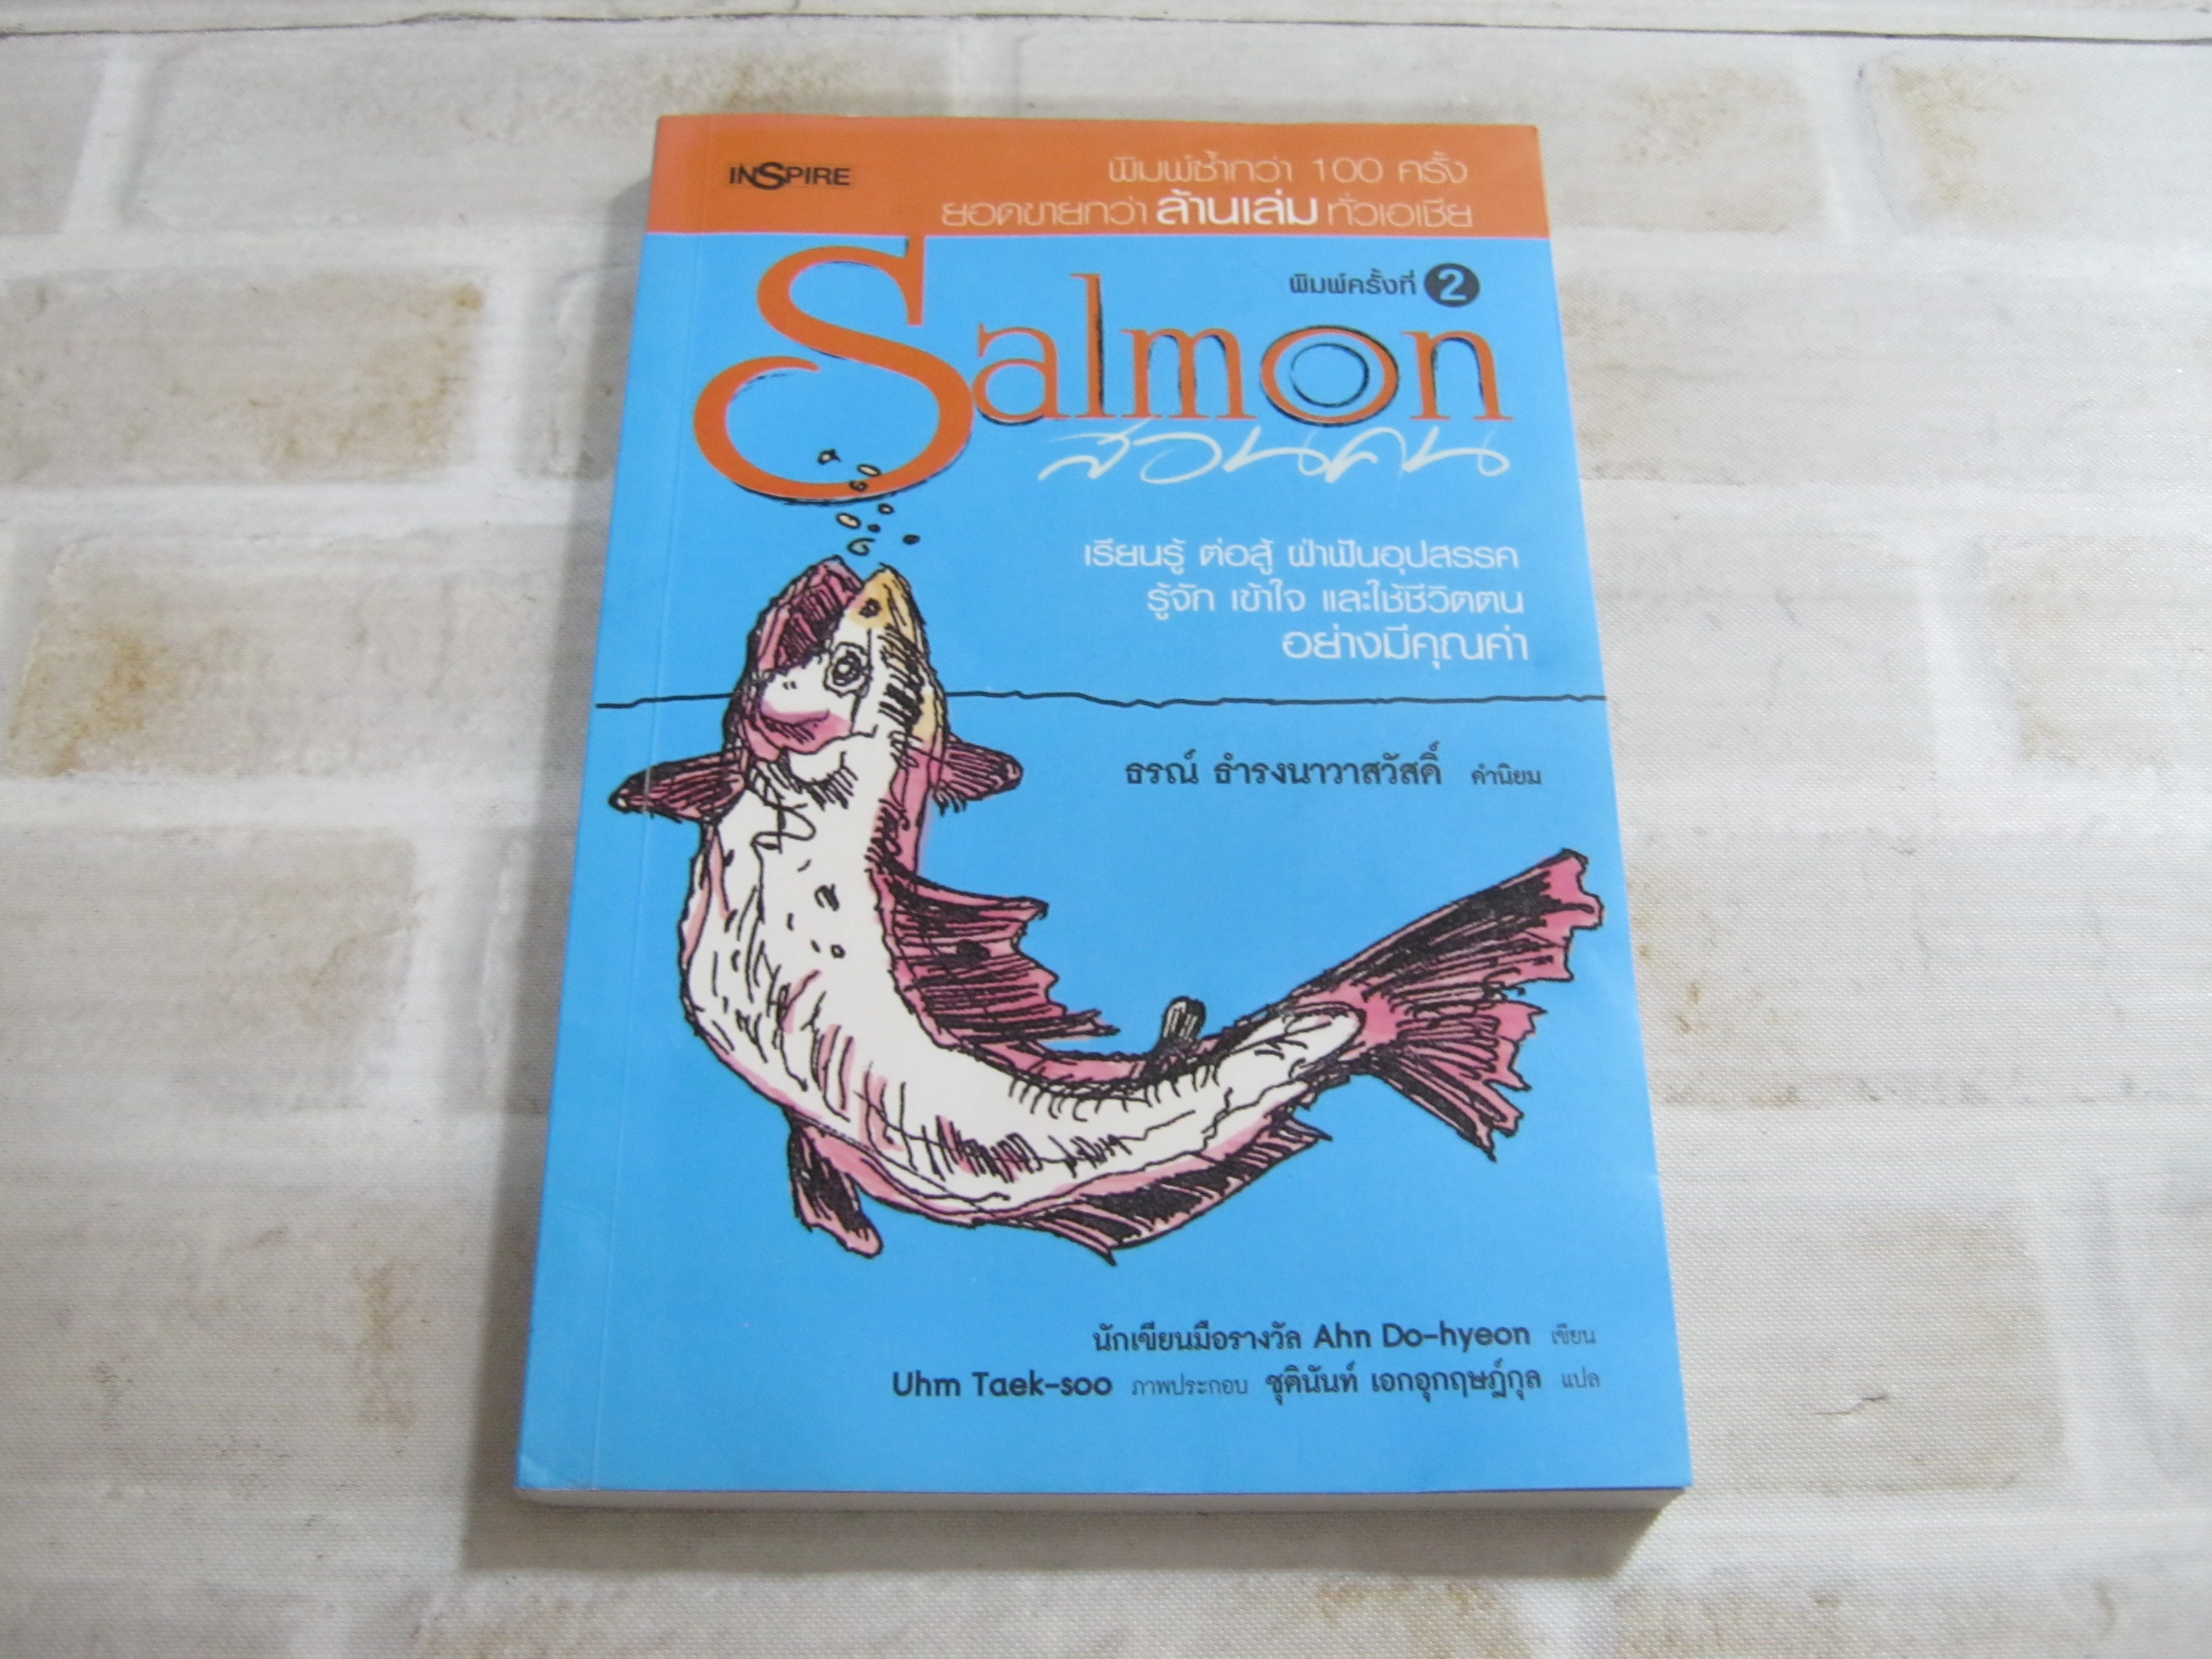 INSPIRE
พิมพ์ซ้ำกว่า 100 ครั้ง
ยอดขายกว่า ล้านเล่ม ทั่วเอเชีย
พิมพ์ครั้งที่ 2
Salmon
สอนคน
เรียนรู้ ต่อสู้ ฝ่าฟันอุปสรรค
รู้จัก เข้าใจ และใช้ชีวิตตน
อย่างมีคุณค่า
ธรณ์ ธำรงนาวาสวัสดิ์ คำนิยม
นักเขียนมือรางวัล Ahn Do-hyeon เขียน
Uhm Taek-soo ภาพประกอบ ชุตินันท์ เอกอุกฤษฎ์กุล แปล